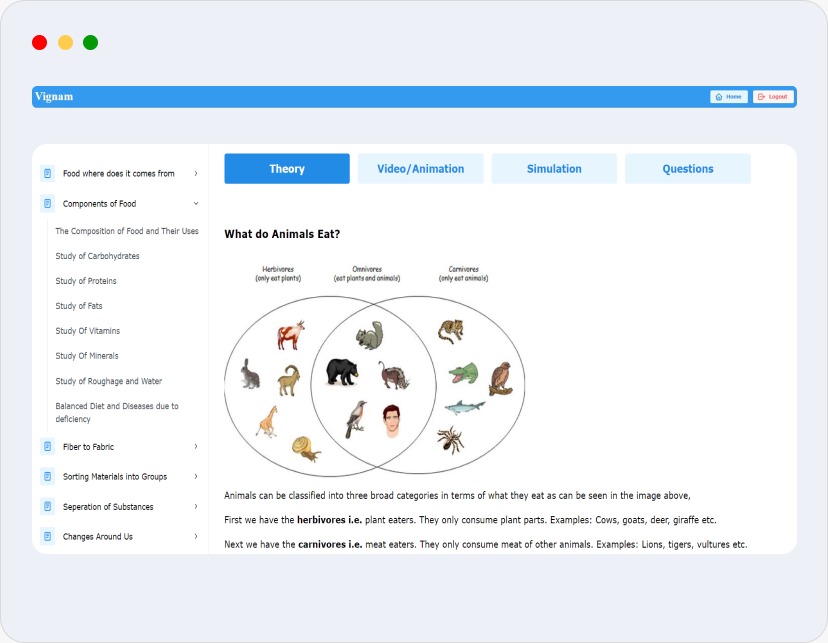 Vignam
Home
Logout
Food where does it comes from
Components of Food
The Composition of Food and Their Uses
Study of Carbohydrates
Study of Proteins
Study of Fats
Study Of Vitamins
Study Of Minerals
Study of Roughage and Water
Balanced Diet and Diseases due to
deficiency
Fiber to Fabric
Sorting Materials into Groups
Seperation of Substances
Changes Around Us
Theory
Video/Animation
Simulation
Questions
What do Animals Eat?
Herbivores
(only eat plants)
Omnivores
(eat plants and animals)
Carnivores
(only eat animals)
Animals can be classified into three broad categories in terms of what they eat as can be seen in the image above,
First we have the herbivores i.e. plant eaters. They only consume plant parts. Examples: Cows, goats, deer, giraffe etc.
Next we have the carnivores i.e. meat eaters. They only consume meat of other animals. Examples: Lions, tigers, vultures etc.